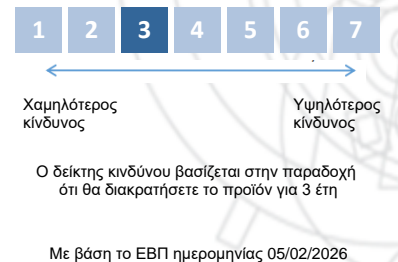 1 2 3 4 5 6 7
Χαμηλότερος Υψηλότερος
κίνδυνος κίνδυνος
Ο δείκτης κινδύνου βασίζεται στην παραδοχή
ότι θα διακρατήσετε το προϊόν για 3 έτη
Με βάση το ΕΒΠ ημερομηνίας 05/02/2026